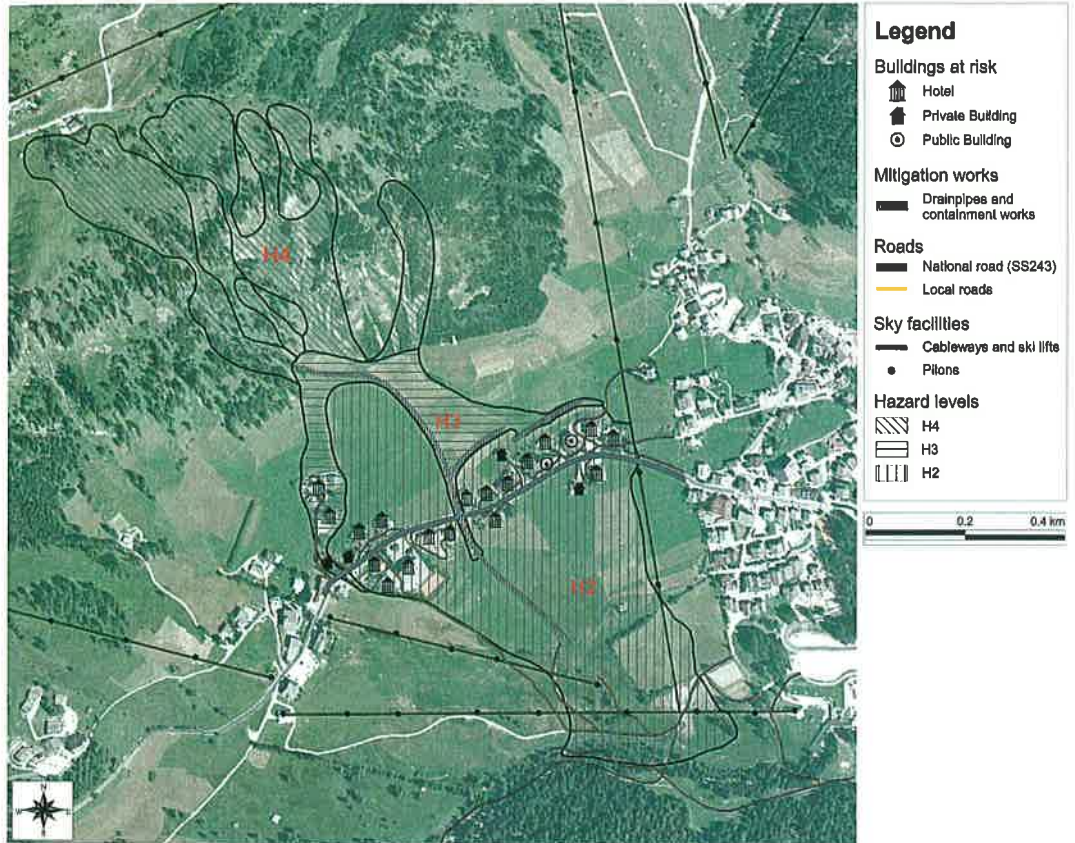 H4
H3
H2
N
W
E
S
Legend
Buildings at risk
Hotel
Private Building
Public Building
Mitigation works
Drainpipes and
containment works
Roads
National road (SS243)
Local roads
Sky facilities
Cableways and ski lifts
Pilons
Hazard levels
H4
H3
H2
0 0.2 0.4 km